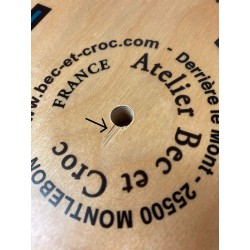 www.bec-et-croc.com - Derrière le Mont - 25500 MONTLEBON
Atelier Bec et Croc
FRANCE